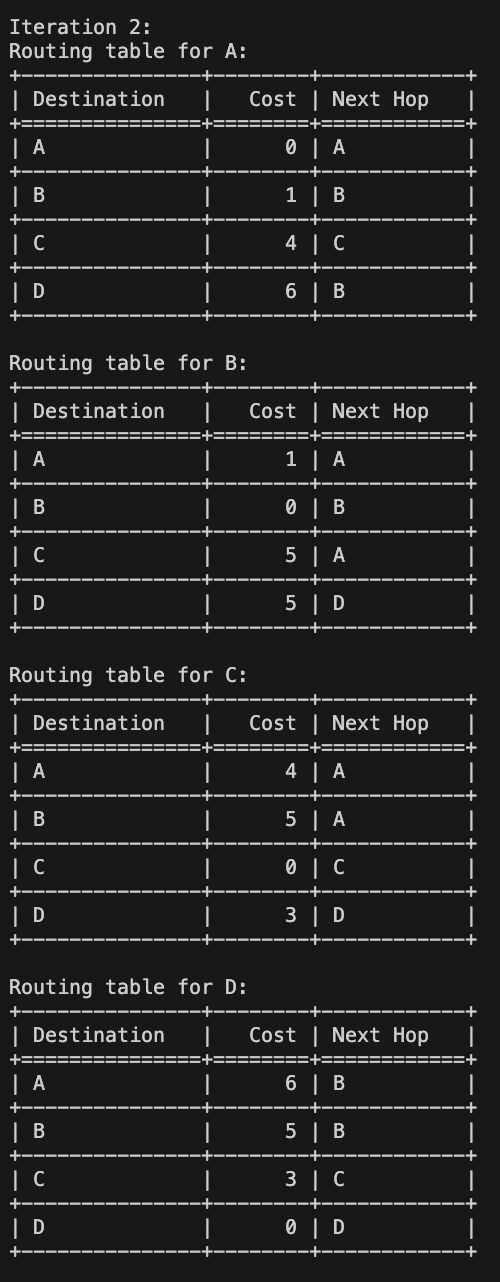 Iteration 2:
Routing table for A:
+---------------+--------+------------+
| Destination   |   Cost | Next Hop   |
+===============+========+============+
| A             |      0 | A          |
+---------------+--------+------------+
| B             |      1 | B          |
+---------------+--------+------------+
| C             |      4 | C          |
+---------------+--------+------------+
| D             |      6 | B          |
+---------------+--------+------------+

Routing table for B:
+---------------+--------+------------+
| Destination   |   Cost | Next Hop   |
+===============+========+============+
| A             |      1 | A          |
+---------------+--------+------------+
| B             |      0 | B          |
+---------------+--------+------------+
| C             |      5 | A          |
+---------------+--------+------------+
| D             |      5 | D          |
+---------------+--------+------------+

Routing table for C:
+---------------+--------+------------+
| Destination   |   Cost | Next Hop   |
+===============+========+============+
| A             |      4 | A          |
+---------------+--------+------------+
| B             |      5 | A          |
+---------------+--------+------------+
| C             |      0 | C          |
+---------------+--------+------------+
| D             |      3 | D          |
+---------------+--------+------------+

Routing table for D:
+---------------+--------+------------+
| Destination   |   Cost | Next Hop   |
+===============+========+============+
| A             |      6 | B          |
+---------------+--------+------------+
| B             |      5 | B          |
+---------------+--------+------------+
| C             |      3 | C          |
+---------------+--------+------------+
| D             |      0 | D          |
+---------------+--------+------------+